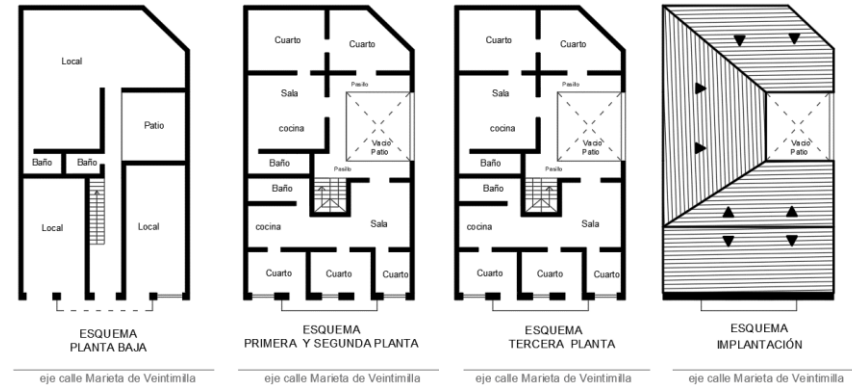 Local
Patio
Baño
Baño
Local
Local
ESQUEMA
PLANTA BAJA
eje calle Marieta de Veintimilla
Cuarto
Cuarto
Pasillo
Sala
cocina
Vacio
Patio
Baño
Pasillo
Baño
cocina
Sala
Cuarto
Cuarto
Cuarto
ESQUEMA
PRIMERA Y SEGUNDA PLANTA
eje calle Marieta de Veintimilla
Cuarto
Cuarto
Pasillo
Sala
cocina
Vacio
Patio
Baño
Pasillo
Baño
cocina
Sala
Cuarto
Cuarto
Cuarto
ESQUEMA
TERCERA PLANTA
eje calle Marieta de Veintimilla
Vacio
Patio
ESQUEMA
IMPLANTACIÓN
eje calle Marieta de Veintimilla